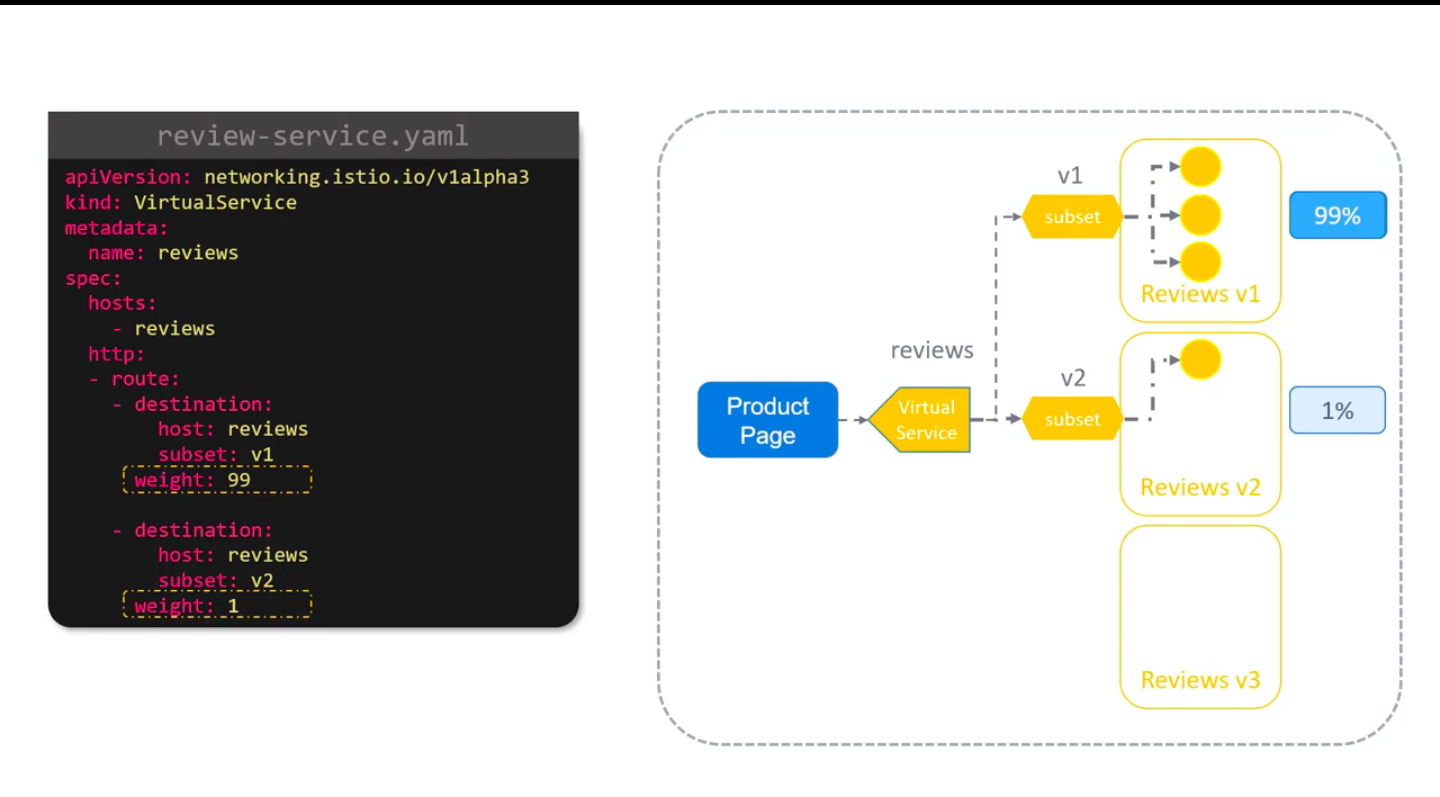 review-service.yaml
apiVersion: networking.istio.io/v1alpha3
kind: VirtualService
metadata:
  name: reviews
spec:
  hosts:
    - reviews
  http:
  - route:
    - destination:
        host: reviews
        subset: v1
      weight: 99
    - destination:
        host: reviews
        subset: v2
      weight: 1
Product
Page
reviews
Virtual
Service
v1
subset
Reviews v1
99%
v2
subset
Reviews v2
1%
Reviews v3